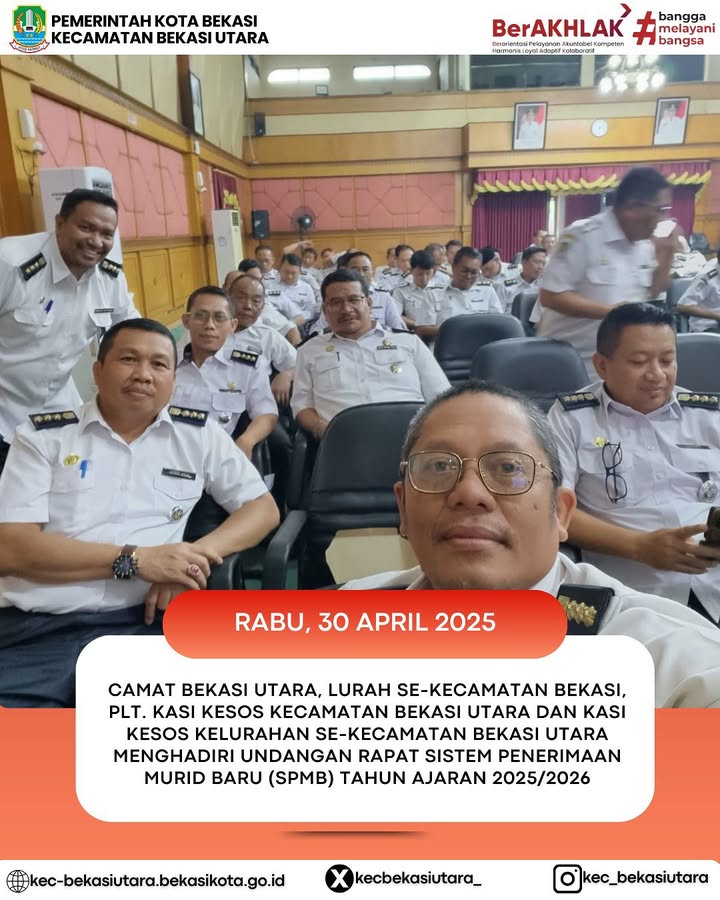 PEMERINTAH KOTA BEKASI
KECAMATAN BEKASI UTARA
BerAKHLAK
Berorientasi Pelayanan Akuntabel Kompeten
Harmonis Loyal Adaptif Kolaboratif
#bangga
melayani
bangsa
RABU, 30 APRIL 2025
CAMAT BEKASI UTARA, LURAH SE-KECAMATAN BEKASI,
PLT. KASI KESOS KECAMATAN BEKASI UTARA DAN KASI
KESOS KELURAHAN SE-KECAMATAN BEKASI UTARA
MENGHADIRI UNDANGAN RAPAT SISTEM PENERIMAAN
MURID BARU (SPMB) TAHUN AJARAN 2025/2026
kec-bekasiutara.bekasikota.go.id
kecbekasiutara_
kec_bekasiutara